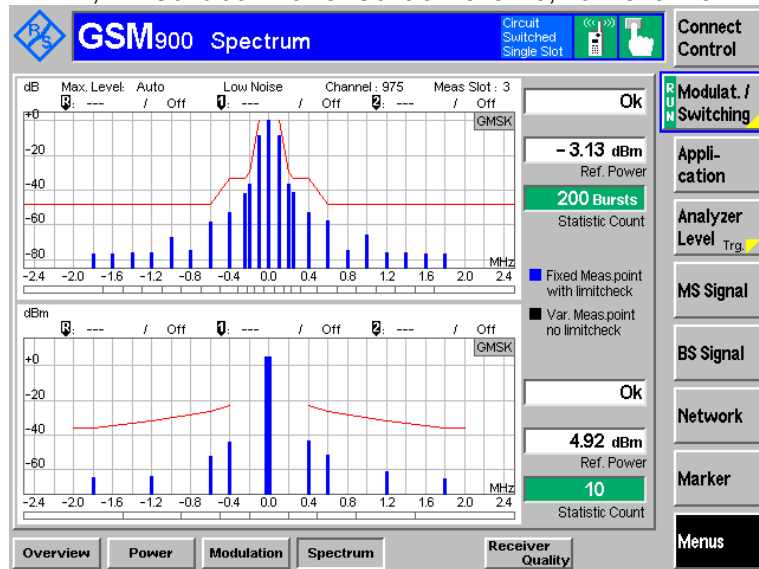 R S
GSM900 Spectrum
Circuit
Switched
Single Slot
Connect
Control
dB Max. Level: Auto Low Noise Channel : 975 Meas Slot : 3
R: --- / Off 1: --- / Off 2: --- / Off
GMSK
+0
-20
-40
-60
-80
MHz
-2.4 -2.0 -1.6 -1.2 -0.8 -0.4 0.0 0.4 0.8 1.2 1.6 2.0 2.4
Ok
-3.13 dBm
Ref. Power
200 Bursts
Statistic Count
Fixed Meas.point
with limitcheck
Var. Meas.point
no limitcheck
dBm
R: --- / Off 1: --- / Off 2: --- / Off
GMSK
+0
-20
-40
-60
MHz
-2.4 -2.0 -1.6 -1.2 -0.8 -0.4 0.0 0.4 0.8 1.2 1.6 2.0 2.4
Ok
4.92 dBm
Ref. Power
10
Statistic Count
RUN
Modulat. /
Switching
Appli-
cation
Analyzer
Level Trg.
MS Signal
BS Signal
Network
Marker
Menus
Overview Power Modulation Spectrum Receiver
Quality